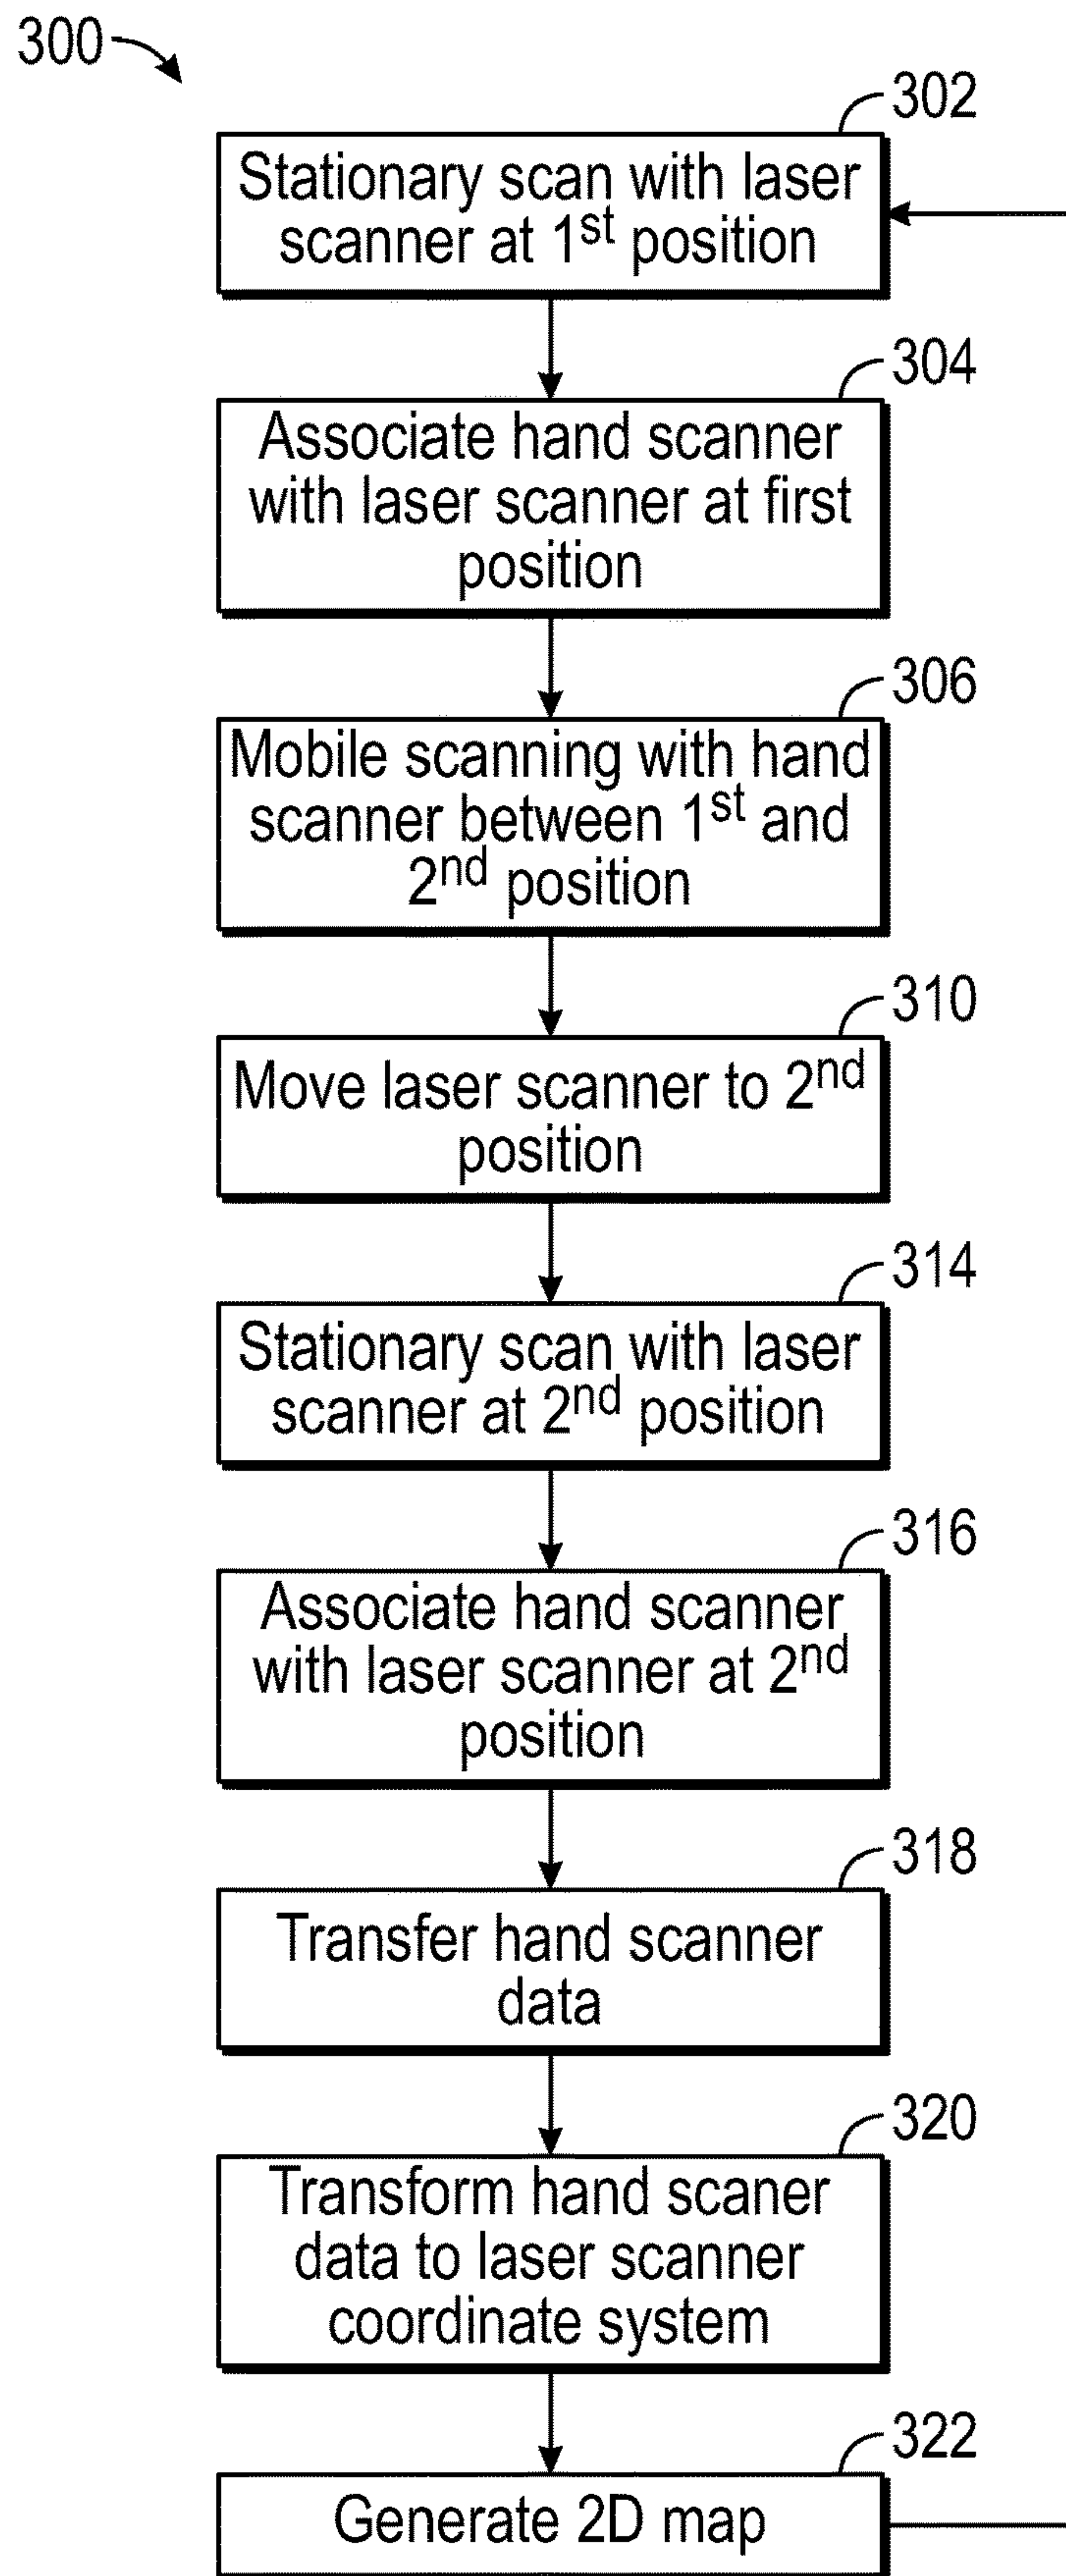 300
302
Stationary scan with laser
scanner at 1st position
304
Associate hand scanner
with laser scanner at first
position
306
Mobile scanning with hand
scanner between 1st and
2nd position
310
Move laser scanner to 2nd
position
314
Stationary scan with laser
scanner at 2nd position
316
Associate hand scanner
with laser scanner at 2nd
position
318
Transfer hand scanner
data
320
Transform hand scaner
data to laser scanner
coordinate system
322
Generate 2D map